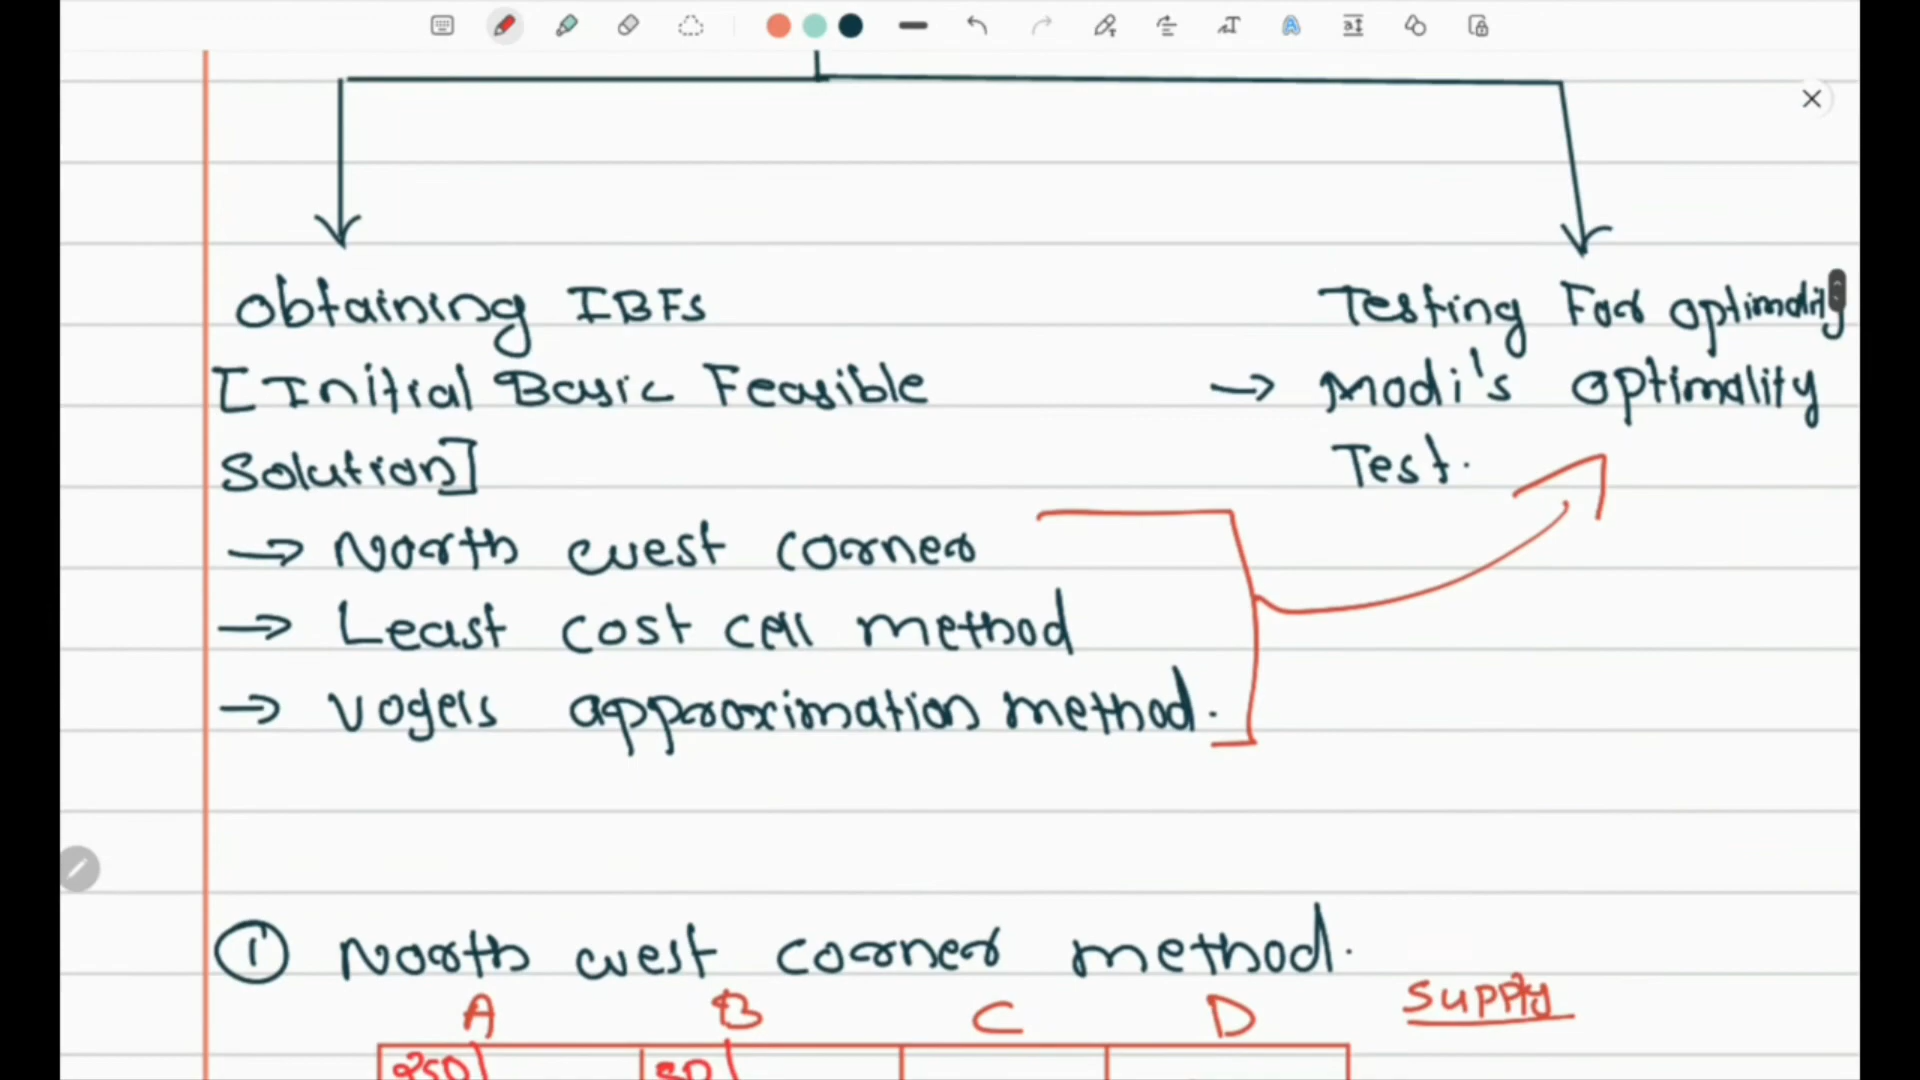 Obtaining IBFs
[Initial Basic Feasible
Solution]
→ North west corner
→ Least cost cell method
→ Vogels approximation method.
Testing For optimality
→ Modi's optimality
Test.
① North west corner method.
A B C D Supply
250 50